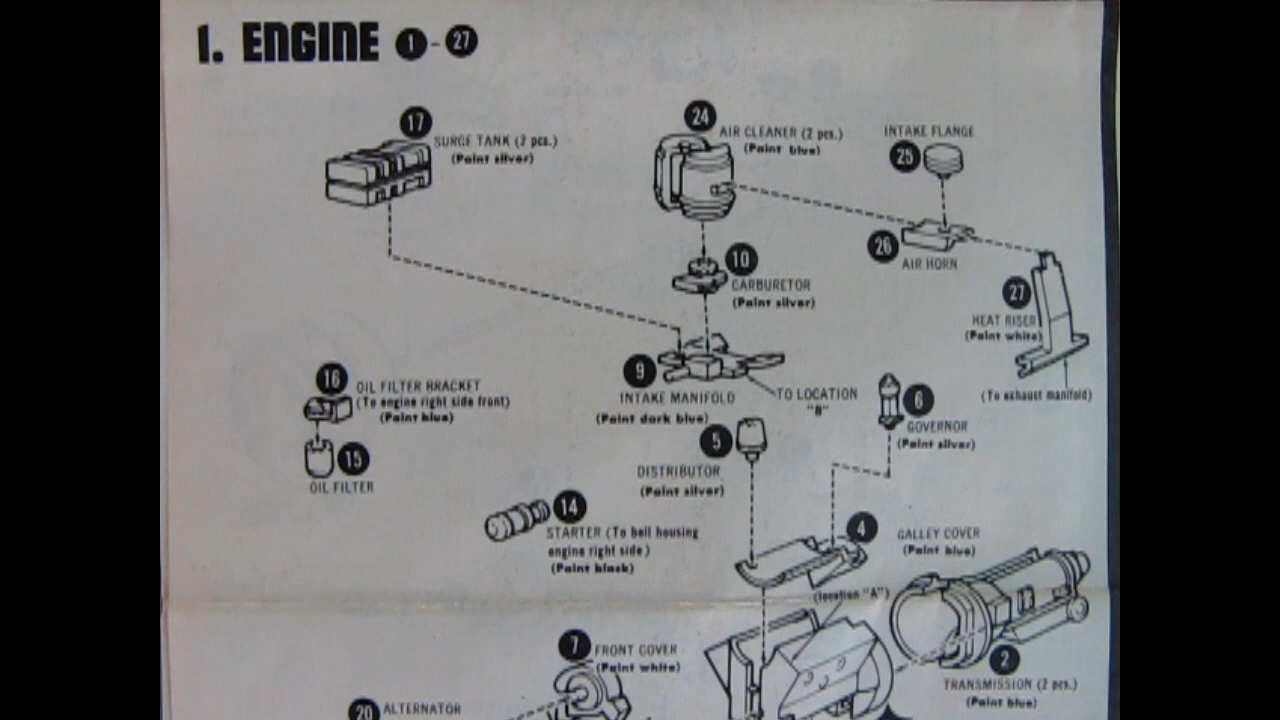 1. ENGINE 1 - 27
17
SURGE TANK (2 pcs.)
(Paint silver)
24
AIR CLEANER (2 pcs.)
(Paint blue)
INTAKE FLANGE
25
26
AIR HORN
10
CARBURETOR
(Paint silver)
27
HEAT RISER
(Paint white)
(To exhaust manifold)
9
INTAKE MANIFOLD
(Paint dark blue)
TO LOCATION
"B"
16
OIL FILTER BRACKET
(To engine right side front)
(Paint blue)
15
OIL FILTER
6
GOVERNOR
(Paint silver)
5
DISTRIBUTOR
(Paint silver)
14
STARTER (To bell housing
engine right side)
(Paint black)
4
GALLEY COVER
(Paint blue)
(location "A")
7
FRONT COVER
(Paint white)
2
TRANSMISSION (2 pcs.)
(Paint blue)
20
ALTERNATOR